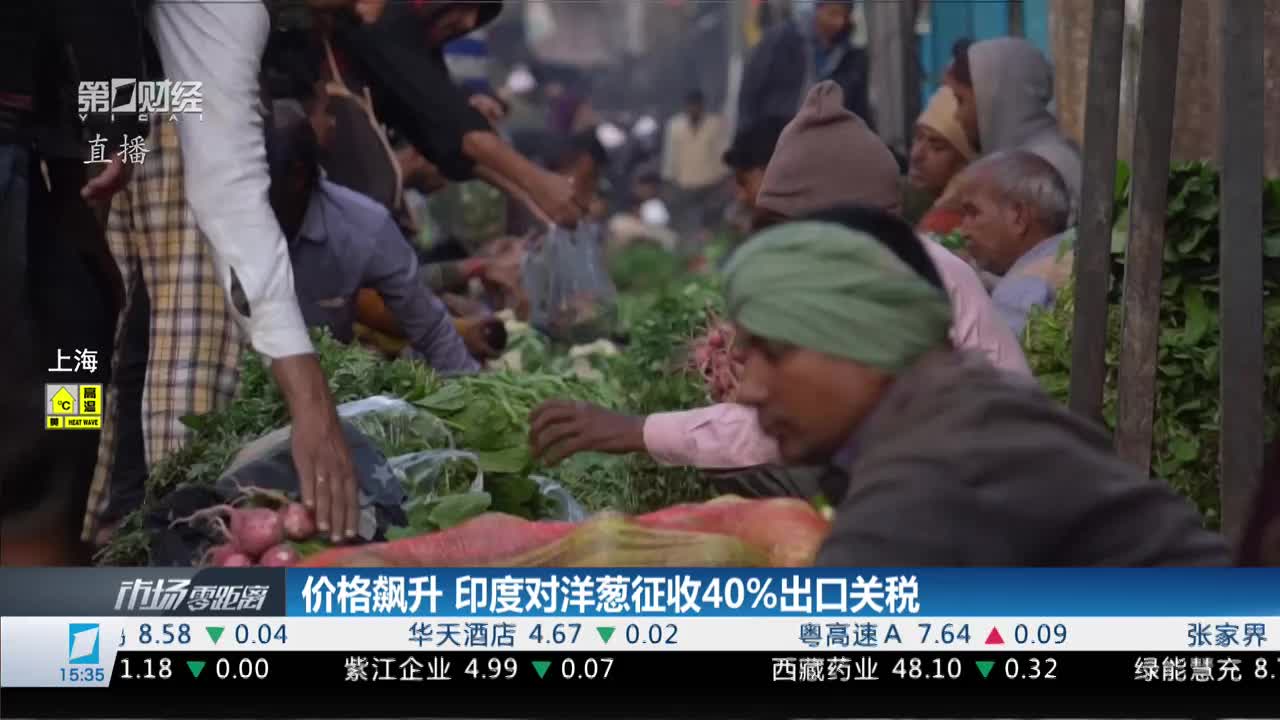 第一财经
YICAI
直播
上海
高温
℃
黄
HEAT WAVE
市场零距离
价格飙升 印度对洋葱征收40%出口关税
8.58 ▼ 0.04 华天酒店 4.67 ▼ 0.02 粤高速A 7.64 ▲ 0.09 张家界
15:35
1.18 ▼ 0.00 紫江企业 4.99 ▼ 0.07 西藏药业 48.10 ▼ 0.32 绿能慧充 8.